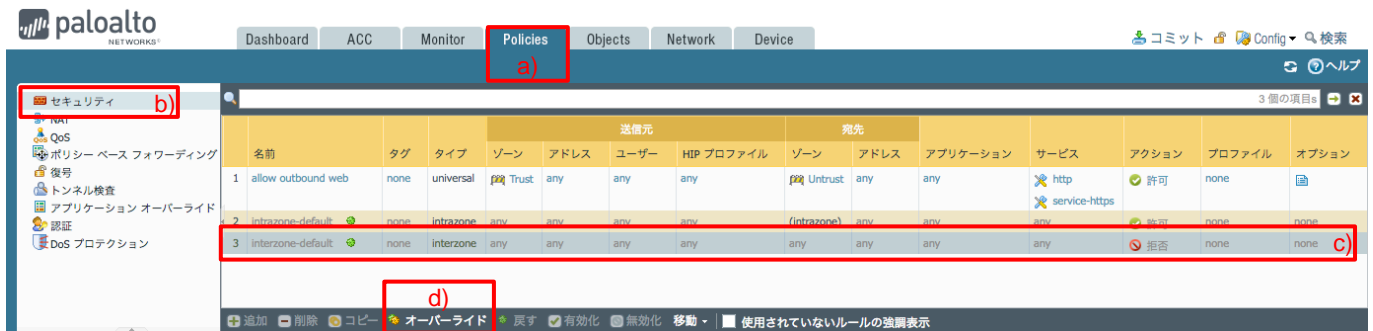 paloalto
NETWORKS®
Dashboard ACC Monitor Policies Objects Network Device
コミット Config 検索
a)
ヘルプ
セキュリティ b)
NAT
QoS
ポリシー ベース フォワーディング
復号
トンネル検査
アプリケーション オーバーライド
認証
DoS プロテクション
3 個の項目s
送信元 宛先
名前 タグ タイプ ゾーン アドレス ユーザー HIP プロファイル ゾーン アドレス アプリケーション サービス アクション プロファイル オプション
1 allow outbound web none universal Trust any any any Untrust any any http 許可 none
service-https
2 intrazone-default none intrazone any any any any (intrazone) any any any 許可 none none
3 interzone-default none interzone any any any any any any any any 拒否 none none c)
d)
追加 削除 コピー オーバーライド 戻す 有効化 無効化 移動 使用されていないルールの強調表示